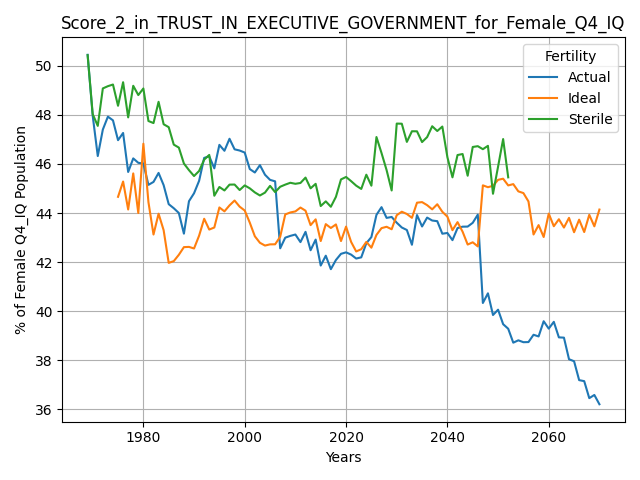 Score_2_in_TRUST_IN_EXECUTIVE_GOVERNMENT_for_Female_Q4_IQ
Fertility
Actual
Ideal
Sterile
% of Female Q4_IQ Population
50
48
46
44
42
40
38
36
1980
2000
2020
2040
2060
Years